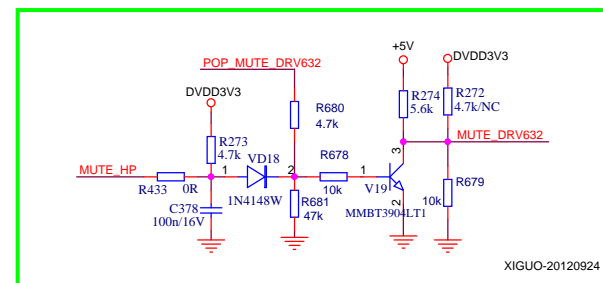 +5V
DVDD3V3
POP_MUTE_DRV632
DVDD3V3
R274
5.6k
R272
4.7k/NC
R680
4.7k
MUTE_DRV632
R273
4.7k
VD18
R678
3
MUTE_HP
1
2
1
R433
0R
1N4148W
10k
V19
R679
C378
100n/16V
R681
47k
2
10k
MMBT3904LT1
XIGUO-20120924